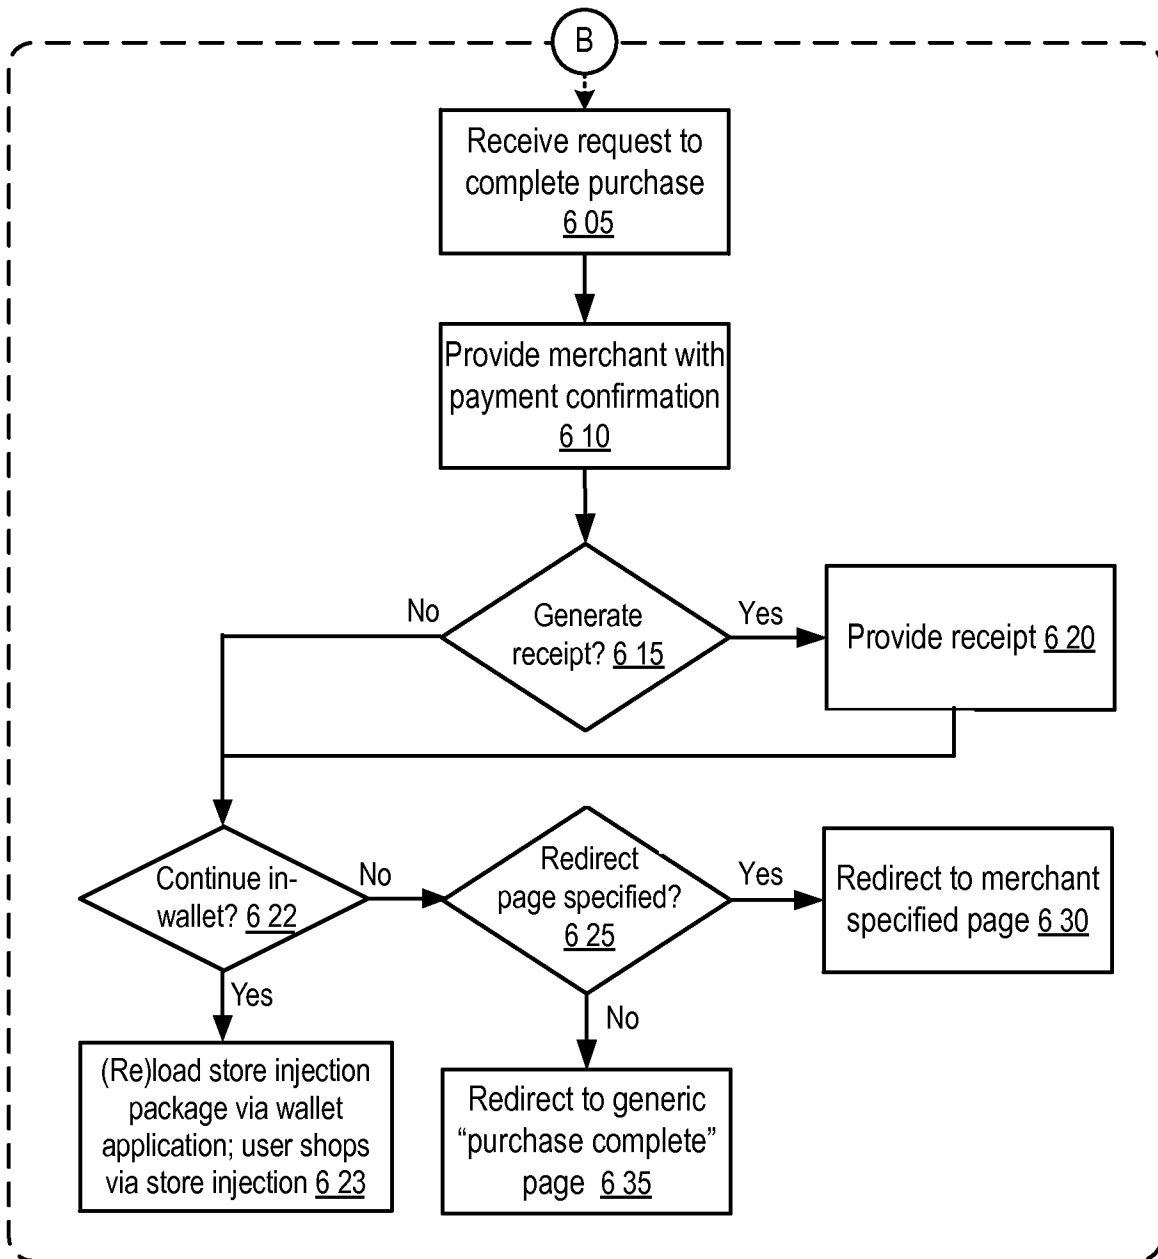 B
Receive request to
complete purchase
6 05
Provide merchant with
payment confirmation
6 10
No
Generate
receipt? 6 15
Yes
Provide receipt 6 20
Continue in-
wallet? 6 22
No
Redirect
page specified?
6 25
Yes
Redirect to merchant
specified page 6 30
Yes
No
(Re)load store injection
package via wallet
application; user shops
via store injection 6 23
Redirect to generic
“purchase complete”
page 6 35